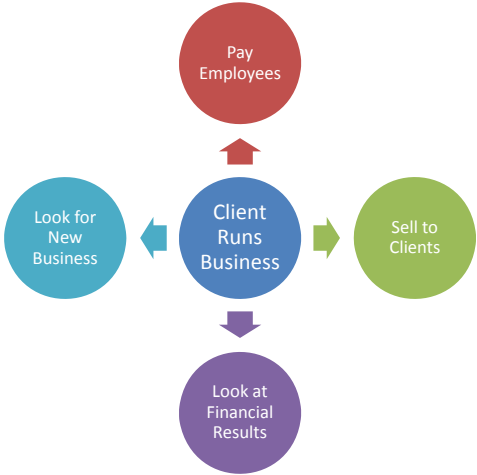 Pay
Employees
Look for
New
Business
Client
Runs
Business
Sell to
Clients
Look at
Financial
Results